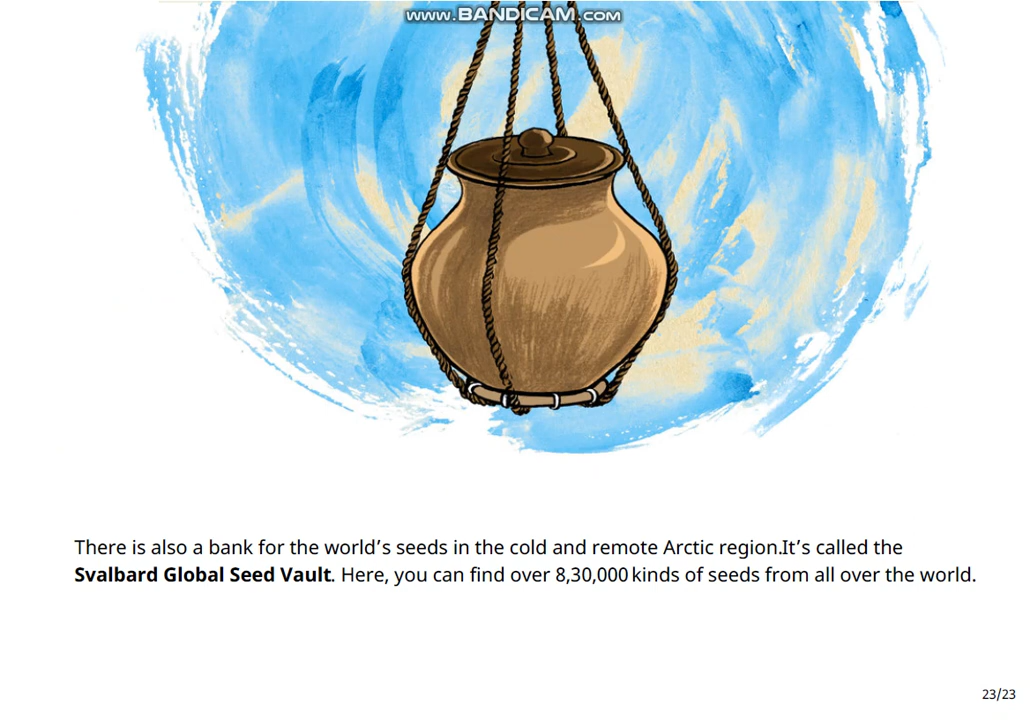 www.BANDICAM.com
There is also a bank for the world’s seeds in the cold and remote Arctic region.It’s called the
Svalbard Global Seed Vault. Here, you can find over 8,30,000 kinds of seeds from all over the world.
23/23